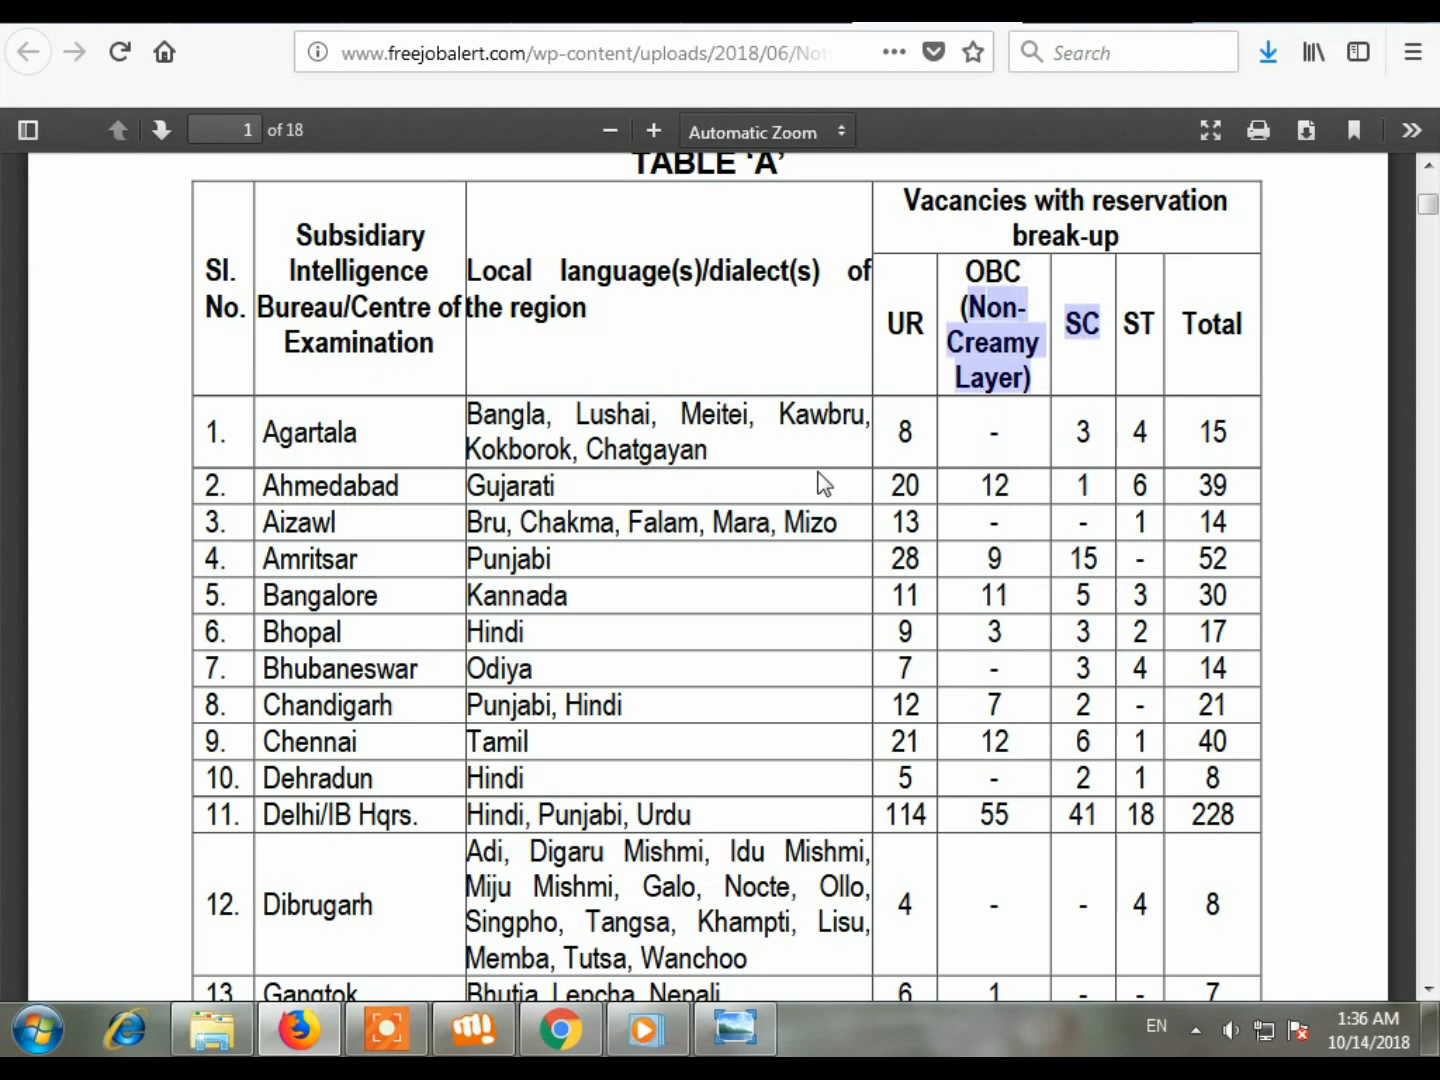 www.freejobalert.com/wp-content/uploads/2018/06/Not
Search
1 of 18
Automatic Zoom
TABLE ‘A’
Sl. No.
Subsidiary Intelligence Bureau/Centre of Examination
Local language(s)/dialect(s) of the region
Vacancies with reservation break-up
UR
OBC (Non-Creamy Layer)
SC
ST
Total
1. Agartala Bangla, Lushai, Meitei, Kawbru, Kokborok, Chatgayan 8 - 3 4 15
2. Ahmedabad Gujarati 20 12 1 6 39
3. Aizawl Bru, Chakma, Falam, Mara, Mizo 13 - - 1 14
4. Amritsar Punjabi 28 9 15 - 52
5. Bangalore Kannada 11 11 5 3 30
6. Bhopal Hindi 9 3 3 2 17
7. Bhubaneswar Odiya 7 - 3 4 14
8. Chandigarh Punjabi, Hindi 12 7 2 - 21
9. Chennai Tamil 21 12 6 1 40
10. Dehradun Hindi 5 - 2 1 8
11. Delhi/IB Hqrs. Hindi, Punjabi, Urdu 114 55 41 18 228
12. Dibrugarh Adi, Digaru Mishmi, Idu Mishmi, Miju Mishmi, Galo, Nocte, Ollo, Singpho, Tangsa, Khampti, Lisu, Memba, Tutsa, Wanchoo 4 - - 4 8
13 Gangtok Bhutia, Lepcha, Nepali 6 1 - - 7
EN
1:36 AM
10/14/2018